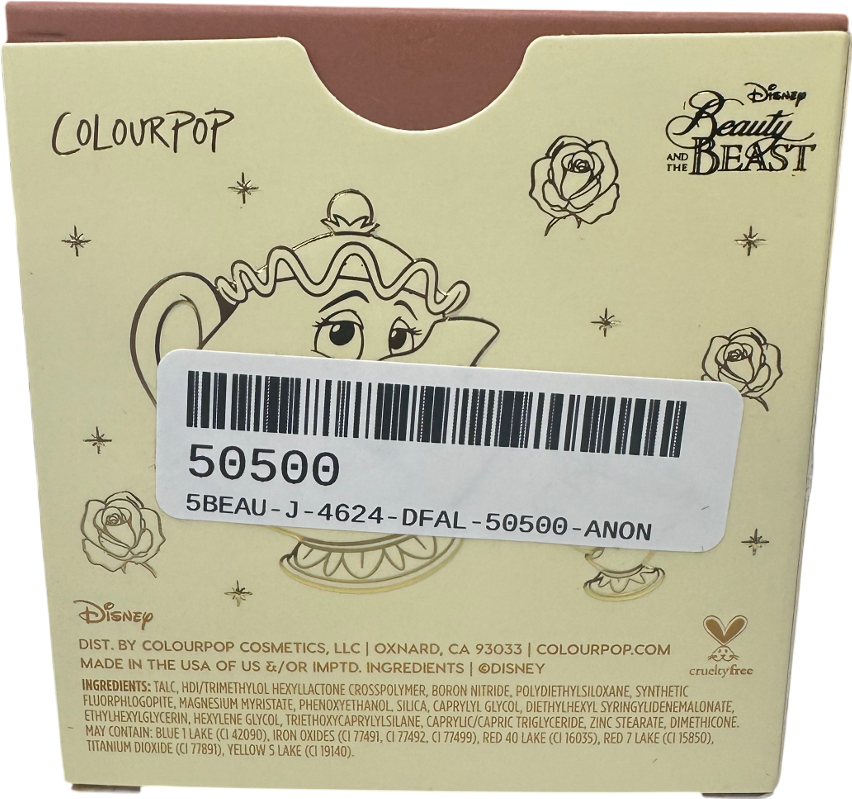 COLOURPOP
DISNEY
Beauty
AND THE BEAST
50500
5BEAU-J-4624-DFAL-50500-ANON
DISNEY
DIST. BY COLOURPOP COSMETICS, LLC | OXNARD, CA 93033 | COLOURPOP.COM
MADE IN THE USA OF US &/OR IMPTD. INGREDIENTS | ©DISNEY
crueltyfree
INGREDIENTS: TALC, HDI/TRIMETHYLOL HEXYLLACTONE CROSSPOLYMER, BORON NITRIDE, POLYDIETHYLSILOXANE, SYNTHETIC
FLUORPHLOGOPITE, MAGNESIUM MYRISTATE, PHENOXYETHANOL, SILICA, CAPRYLYL GLYCOL, DIETHYLHEXYL SYRINGYLIDENEMALONATE,
ETHYLHEXYLGLYCERIN, HEXYLENE GLYCOL, TRIETHOXYCAPRYLYLSILANE, CAPRYLIC/CAPRIC TRIGLYCERIDE, ZINC STEARATE, DIMETHICONE.
MAY CONTAIN: BLUE 1 LAKE (CI 42090), IRON OXIDES (CI 77491, CI 77492, CI 77499), RED 40 LAKE (CI 16035), RED 7 LAKE (CI 15850),
TITANIUM DIOXIDE (CI 77891), YELLOW 5 LAKE (CI 19140).